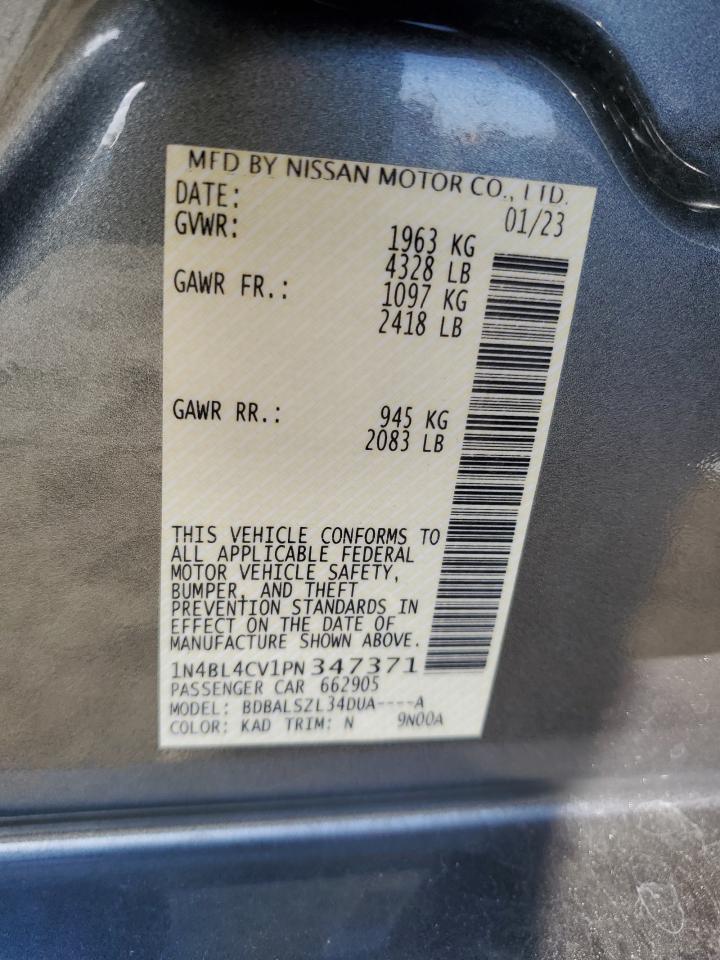 MFD BY NISSAN MOTOR CO., LTD.
DATE: 01/23
GVWR: 1963 KG
4328 LB
GAWR FR.: 1097 KG
2418 LB
GAWR RR.: 945 KG
2083 LB
THIS VEHICLE CONFORMS TO
ALL APPLICABLE FEDERAL
MOTOR VEHICLE SAFETY,
BUMPER, AND THEFT
PREVENTION STANDARDS IN
EFFECT ON THE DATE OF
MANUFACTURE SHOWN ABOVE.
1N4BL4CV1PN347371
PASSENGER CAR 662905
MODEL: BDBALSZL34DUA----A
COLOR: KAD TRIM: N 9N00A